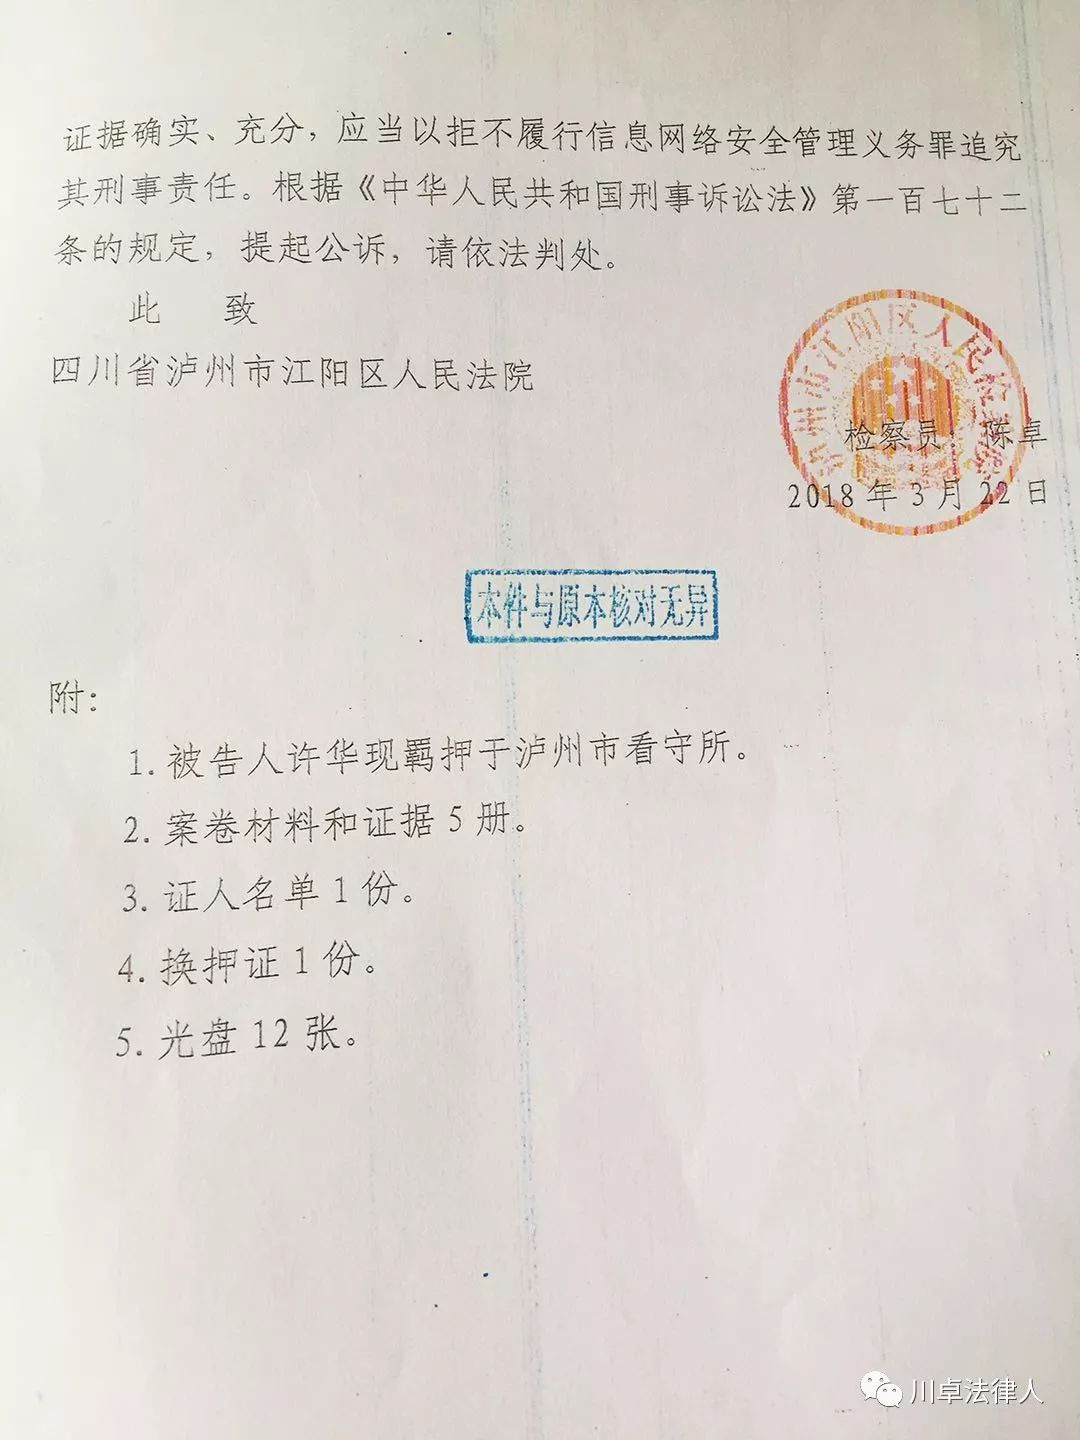 证据确实、充分，应当以拒不履行信息网络安全管理义务罪追究
其刑事责任。根据《中华人民共和国刑事诉讼法》第一百七十二
条的规定，提起公诉，请依法判处。
此　　致
四川省泸州市江阳区人民法院
泸州市江阳区人民检察院
检察员：陈卓
2018年3月22日
本件与原本核对无异
附：
1. 被告人许华现羁押于泸州市看守所。
2. 案卷材料和证据 5 册。
3. 证人名单 1 份。
4. 换押证 1 份。
5. 光盘 12 张。
川卓法律人